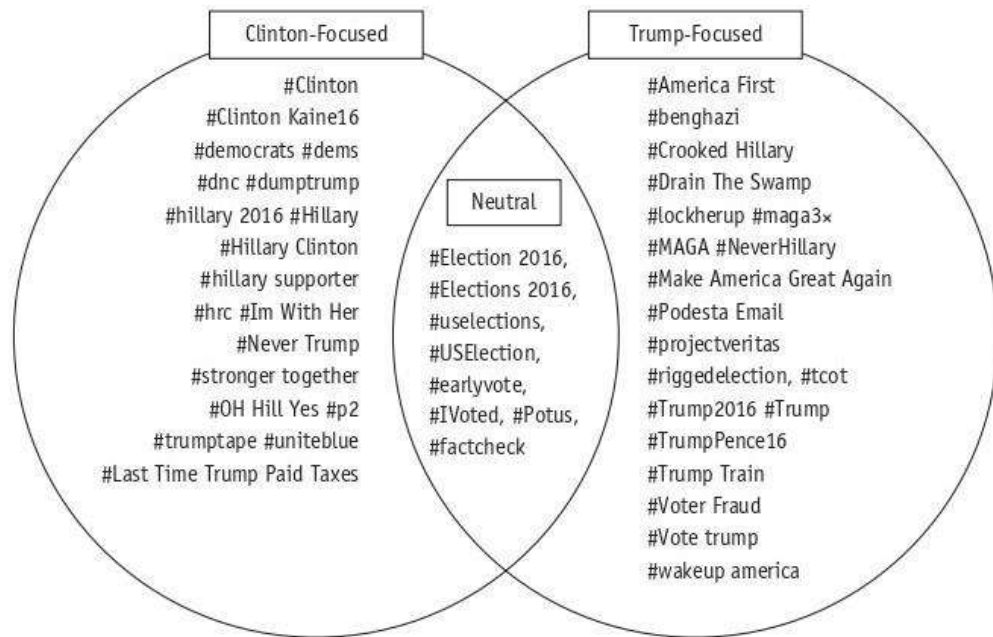 Clinton-Focused
#Clinton
#Clinton Kaine16
#democrats #dems
#dnc #dumptrump
#hillary 2016 #Hillary
#Hillary Clinton
#hillary supporter
#hrc #Im With Her
#Never Trump
#stronger together
#OH Hill Yes #p2
#trumptape #uniteblue
#Last Time Trump Paid Taxes
Neutral
#Election 2016,
#Elections 2016,
#uselections,
#USElection,
#earlyvote,
#IVoted, #Potus,
#factcheck
Trump-Focused
#America First
#benghazi
#Crooked Hillary
#Drain The Swamp
#lockherup #maga3×
#MAGA #NeverHillary
#Make America Great Again
#Podesta Email
#projectveritas
#riggedelection, #tcot
#Trump2016 #Trump
#TrumpPence16
#Trump Train
#Voter Fraud
#Vote trump
#wakeup america